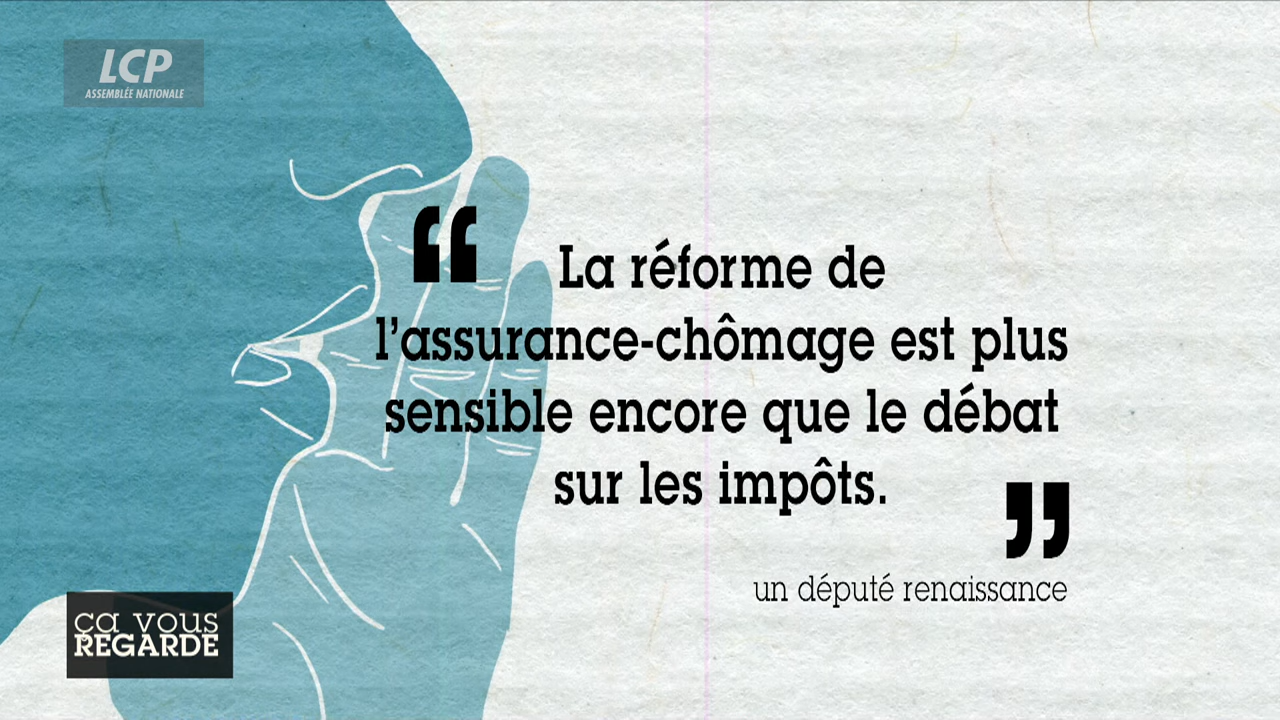 LCP
ASSEMBLÉE NATIONALE
“ La réforme de
l’assurance-chômage est plus
sensible encore que le débat
sur les impôts. ”
un député renaissance
ça vous
REGARDE